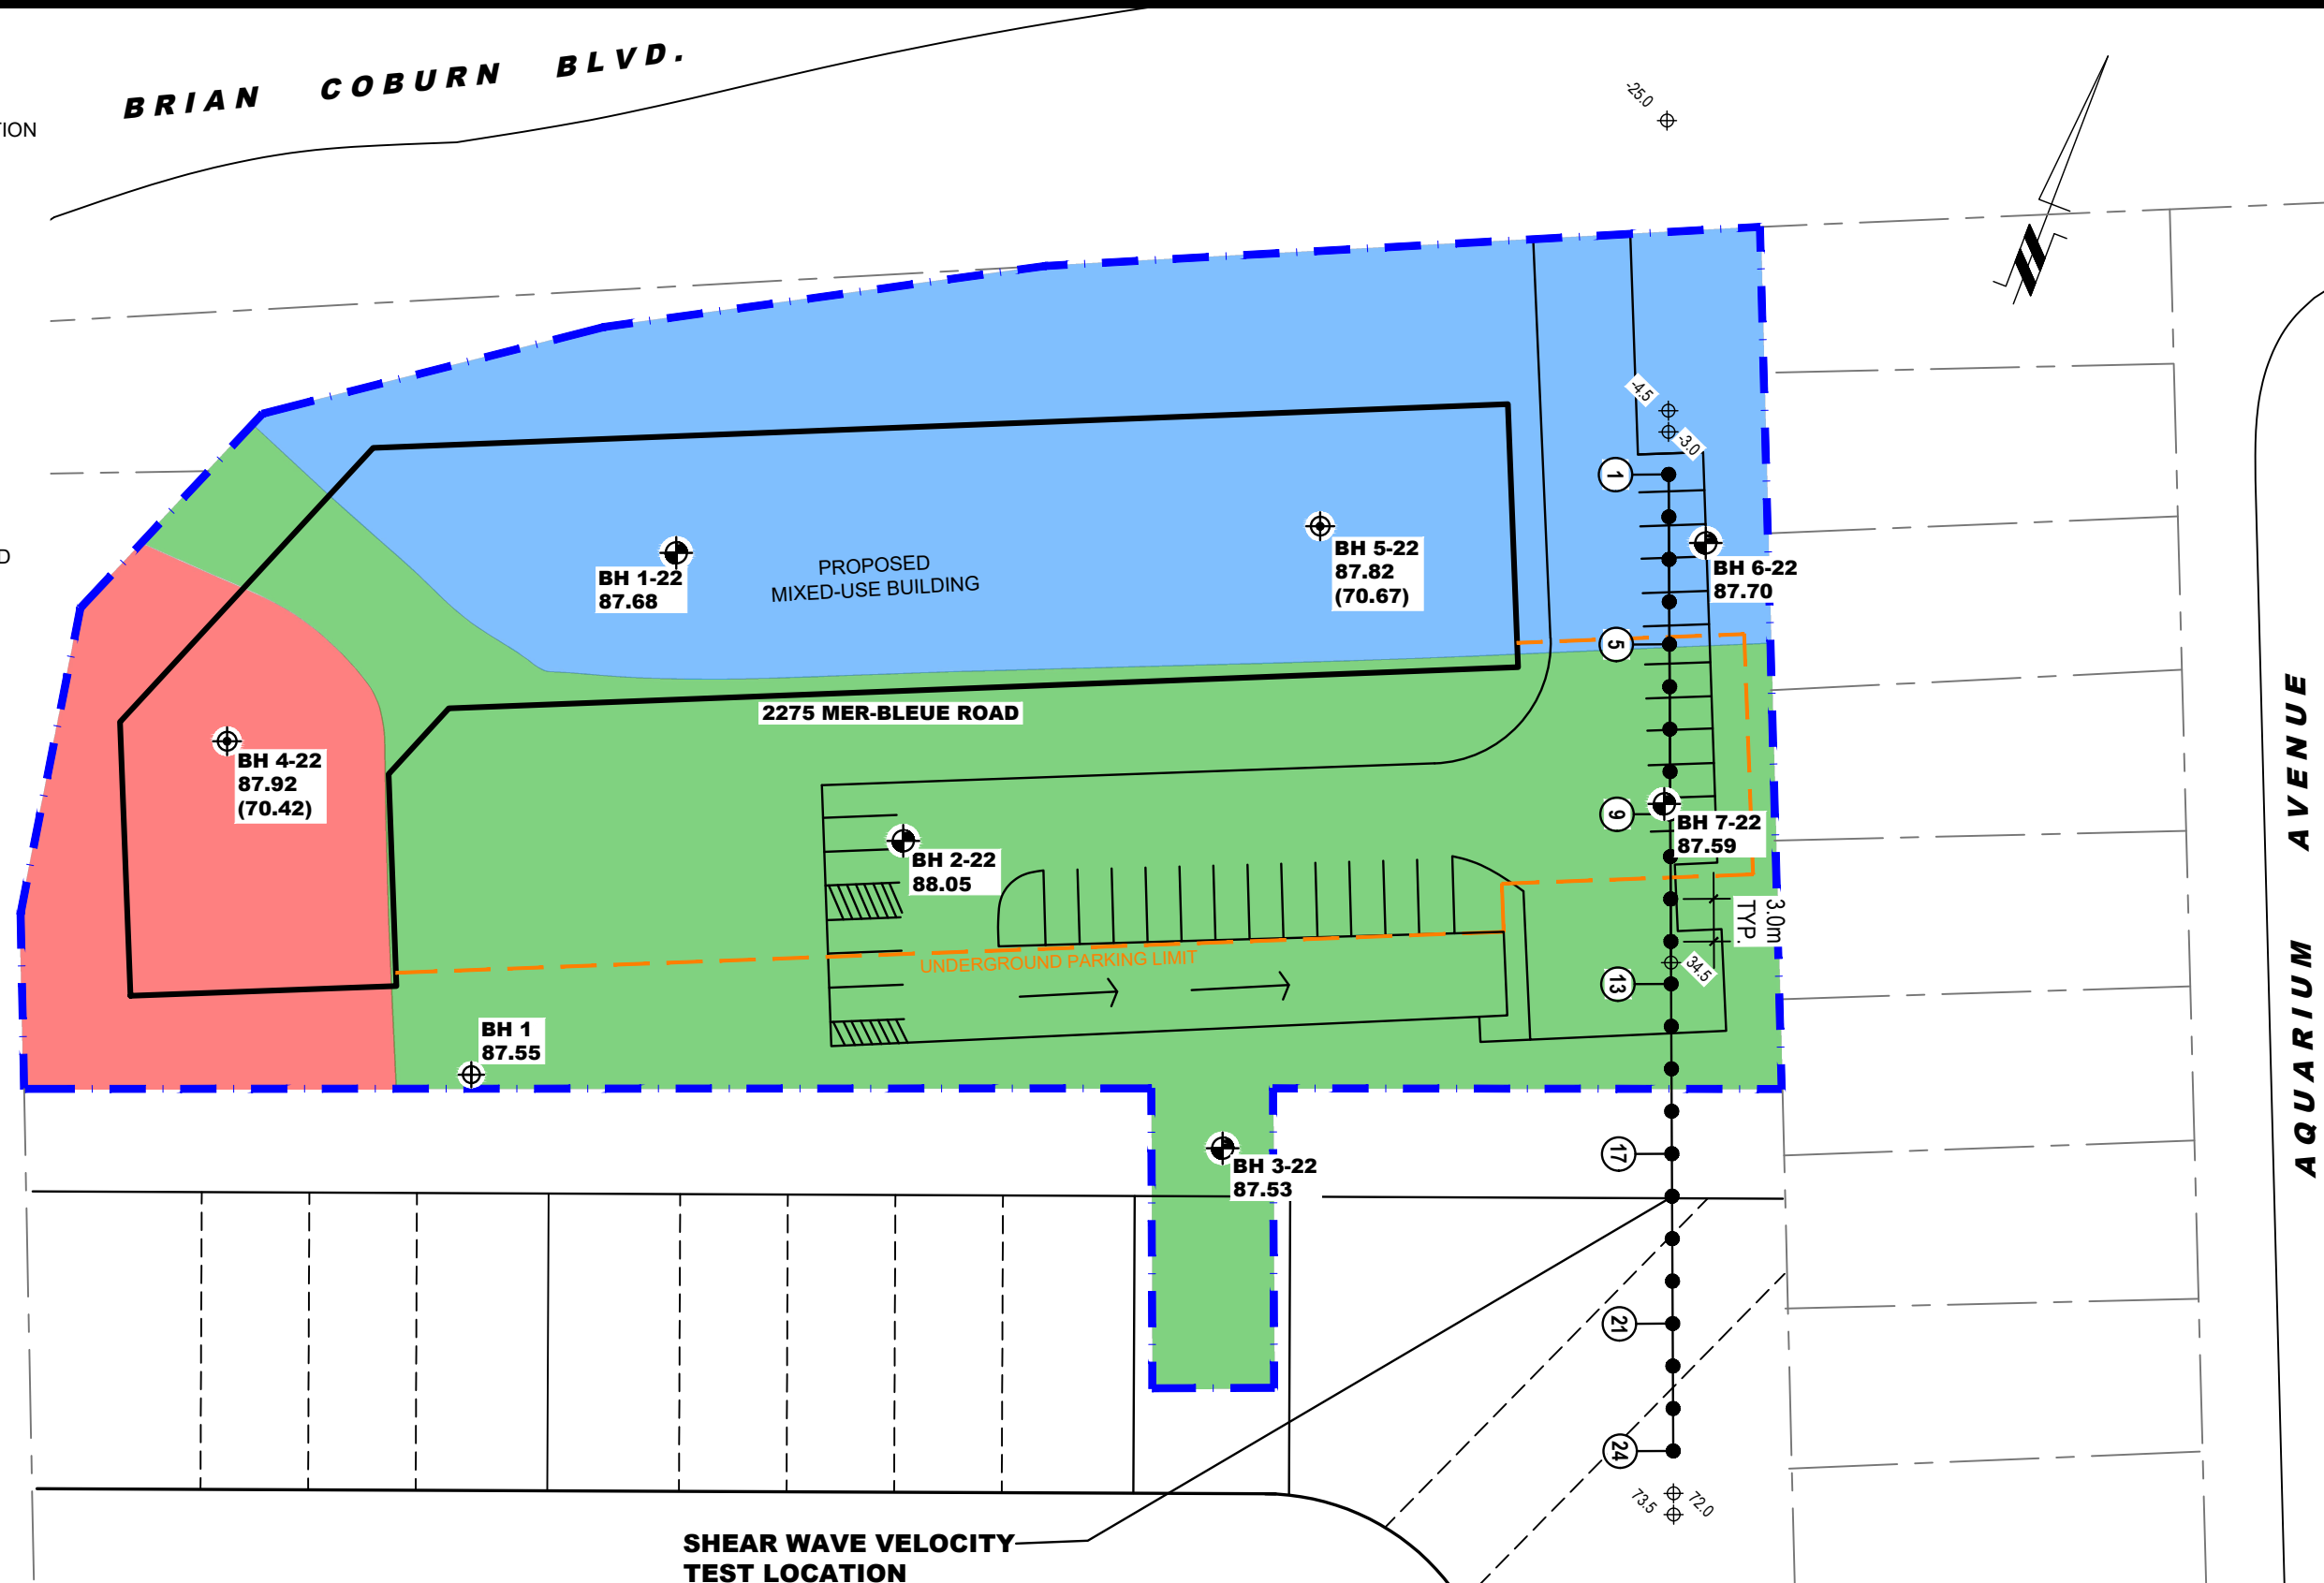 BRIAN COBURN BLVD.
TION
D
-25.0
-4.5
-3.0
1
5
9
13
17
21
24
BH 1-22
87.68
PROPOSED
MIXED-USE BUILDING
BH 5-22
87.82
(70.67)
BH 6-22
87.70
2275 MER-BLEUE ROAD
BH 4-22
87.92
(70.42)
BH 2-22
88.05
BH 7-22
87.59
3.0m
TYP.
34.5
UNDERGROUND PARKING LIMIT
BH 1
87.55
BH 3-22
87.53
73.5
72.0
SHEAR WAVE VELOCITY
TEST LOCATION
AQUARIUM AVENUE